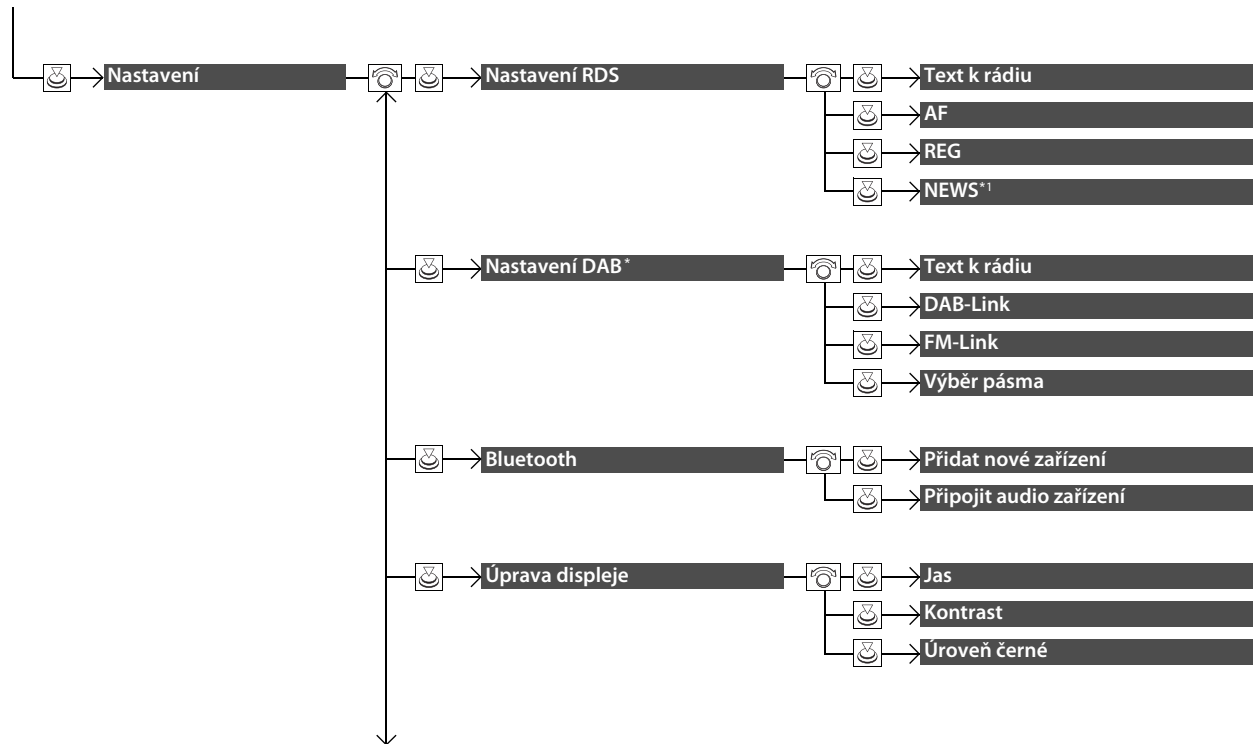 Nastavení
Nastavení RDS
Text k rádiu
AF
REG
NEWS*1
Nastavení DAB*
Text k rádiu
DAB-Link
FM-Link
Výběr pásma
Bluetooth
Přidat nové zařízení
Připojit audio zařízení
Úprava displeje
Jas
Kontrast
Úroveň černé